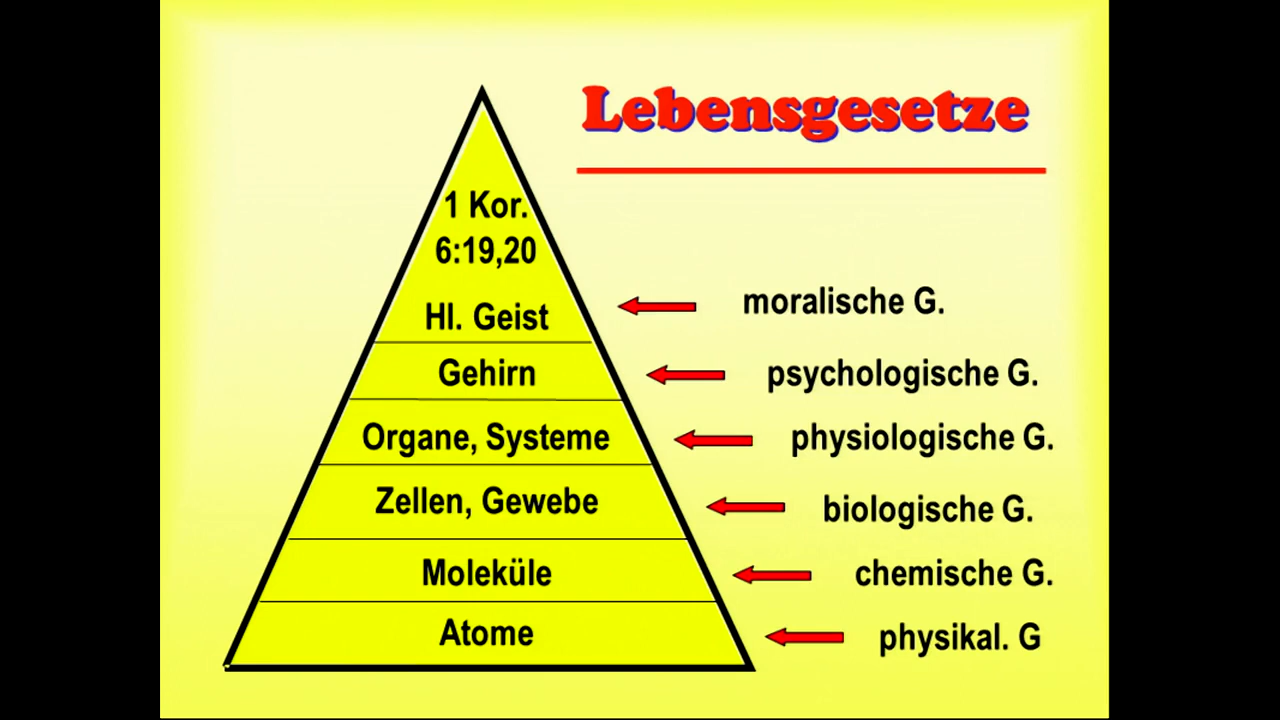 Lebensgesetze
1 Kor.
6:19,20
Hl. Geist
moralische G.
Gehirn
psychologische G.
Organe, Systeme
physiologische G.
Zellen, Gewebe
biologische G.
Moleküle
chemische G.
Atome
physikal. G